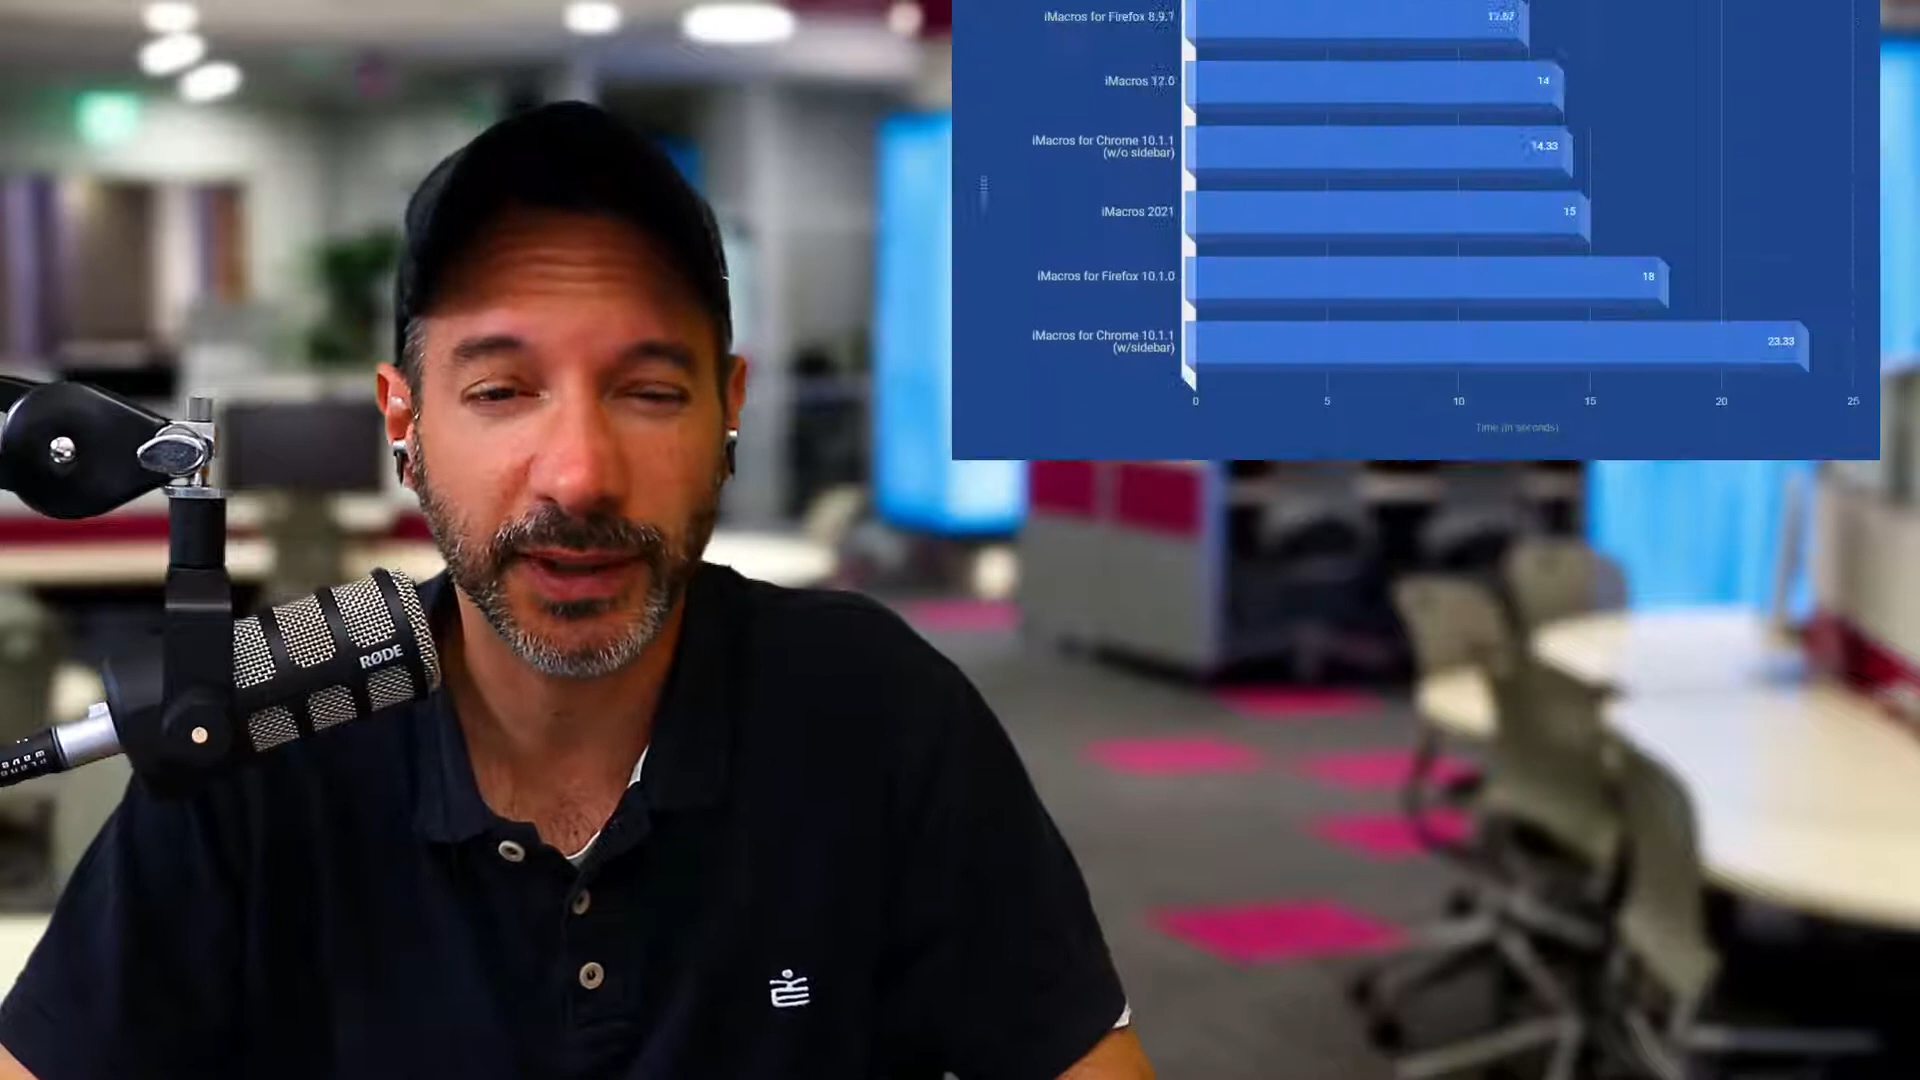 iMacros for Firefox 8.9.7
iMacros 12.0
14
iMacros for Chrome 10.1.1
(w/o sidebar)
14.33
iMacros 2021
15
iMacros for Firefox 10.1.0
18
iMacros for Chrome 10.1.1
(w/sidebar)
23.33
0 5 10 15 20 25
Time (in seconds)
RØDE